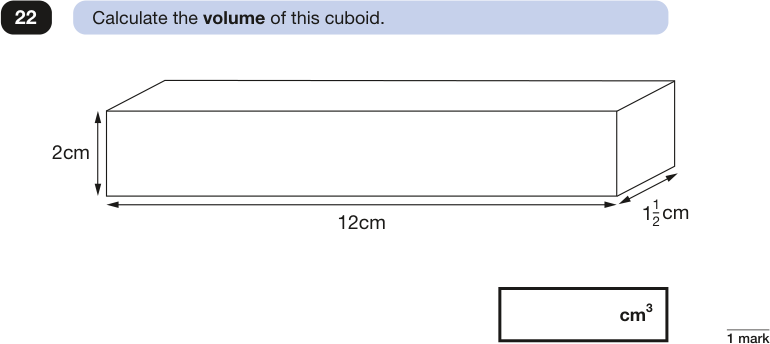 22 Calculate the volume of this cuboid.
2cm
12cm
1½cm
cm³
1 mark